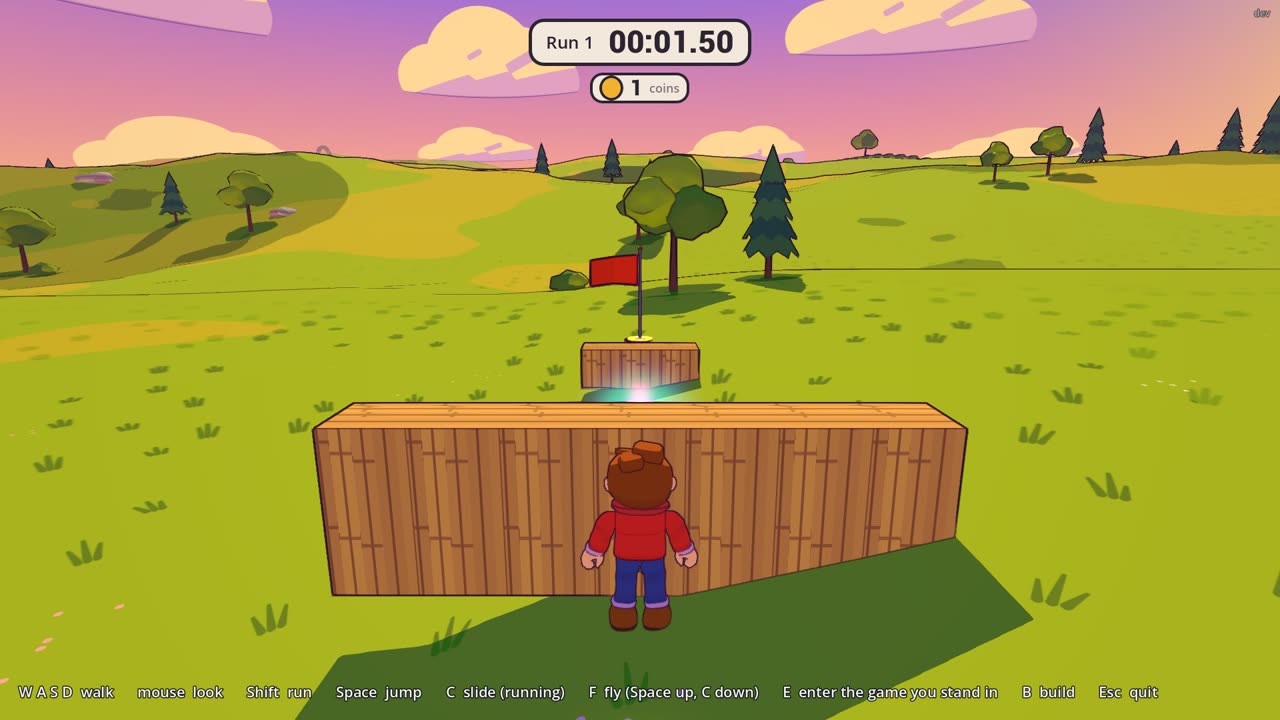 dev
Run 1 00:01.50
1 coins
W A S D walk mouse look Shift run Space jump C slide (running) F fly (Space up, C down) E enter the game you stand in B build Esc quit